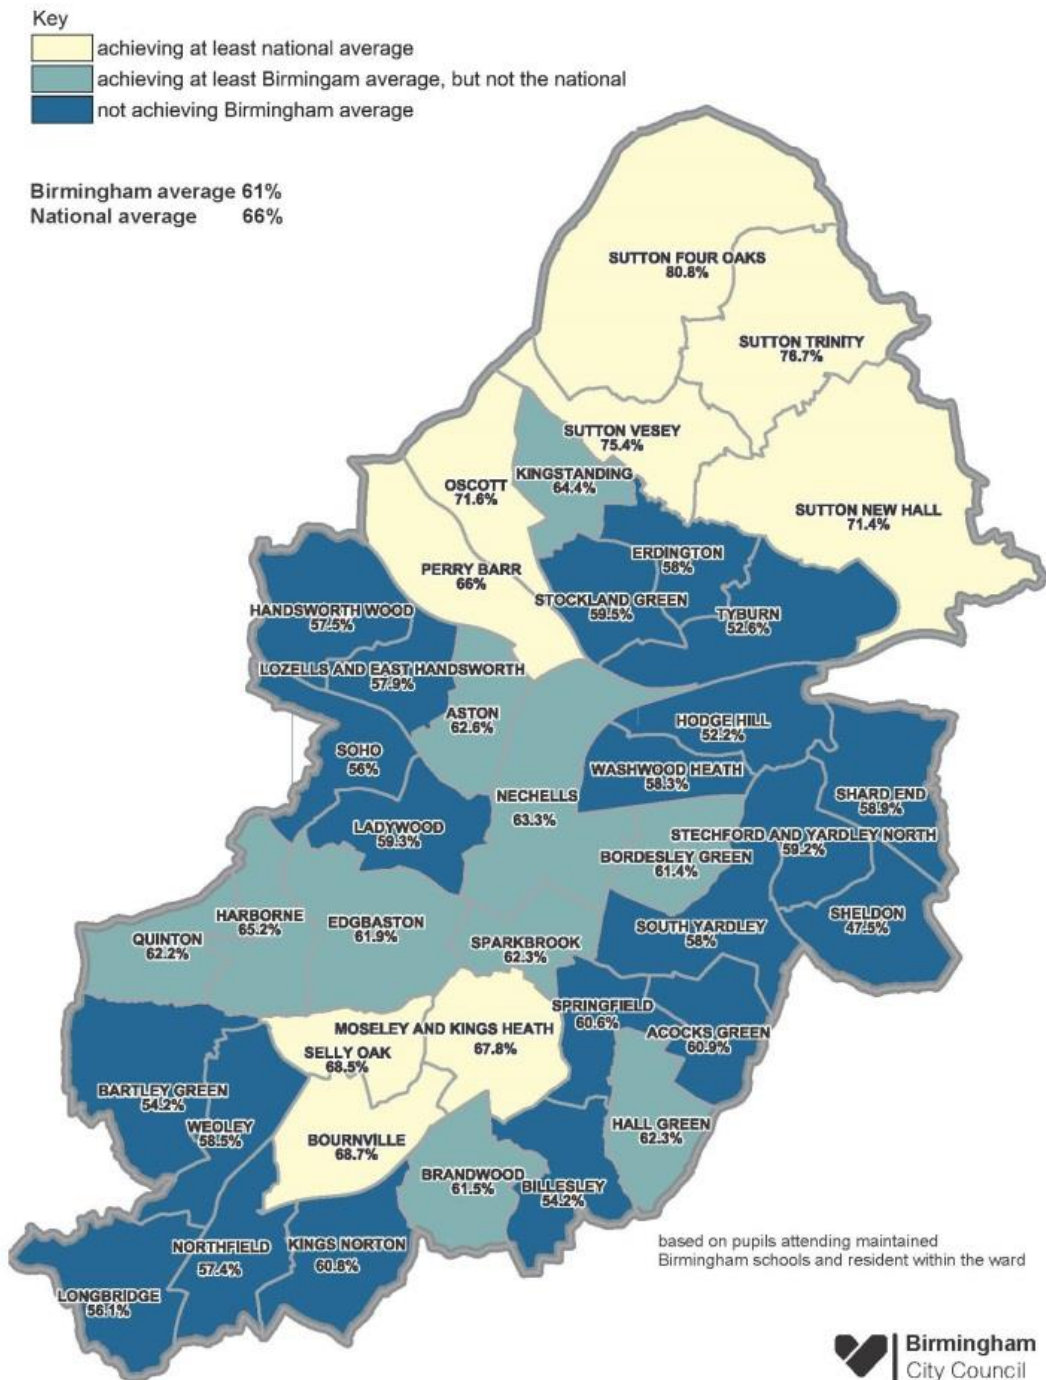 Key
achieving at least national average
achieving at least Birmingam average, but not the national
not achieving Birmingham average
Birmingham average 61%
National average 66%
SUTTON FOUR OAKS
80.8%
SUTTON TRINITY
76.7%
SUTTON VESEY
75.4%
KINGSTANDING
64.4%
OSCOTT
71.6%
SUTTON NEW HALL
71.4%
ERDINGTON
58%
PERRY BARR
66%
STOCKLAND GREEN
59.5%
TYBURN
52.6%
HANDSWORTH WOOD
57.5%
LOZELLS AND EAST HANDSWORTH
57.9%
ASTON
62.6%
HODGE HILL
52.2%
SOHO
56%
WASHWOOD HEATH
58.3%
SHARD END
58.9%
NECHELLS
63.3%
LADYWOOD
59.3%
STECHFORD AND YARDLEY NORTH
59.2%
BORDESLEY GREEN
61.4%
HARBORNE
65.2%
EDGBASTON
61.9%
SHELDON
47.5%
SOUTH YARDLEY
58%
QUINTON
62.2%
SPARKBROOK
62.3%
SPRINGFIELD
60.6%
MOSELEY AND KINGS HEATH
67.8%
ACOCKS GREEN
60.9%
SELLY OAK
68.5%
BARTLEY GREEN
54.2%
WEOLEY
58.5%
HALL GREEN
62.3%
BOURNVILLE
68.7%
BRANDWOOD
61.5%
BILLESLEY
54.2%
NORTHFIELD
57.4%
KINGS NORTON
60.8%
LONGBRIDGE
56.1%
based on pupils attending maintained
Birmingham schools and resident within the ward
Birmingham
City Council